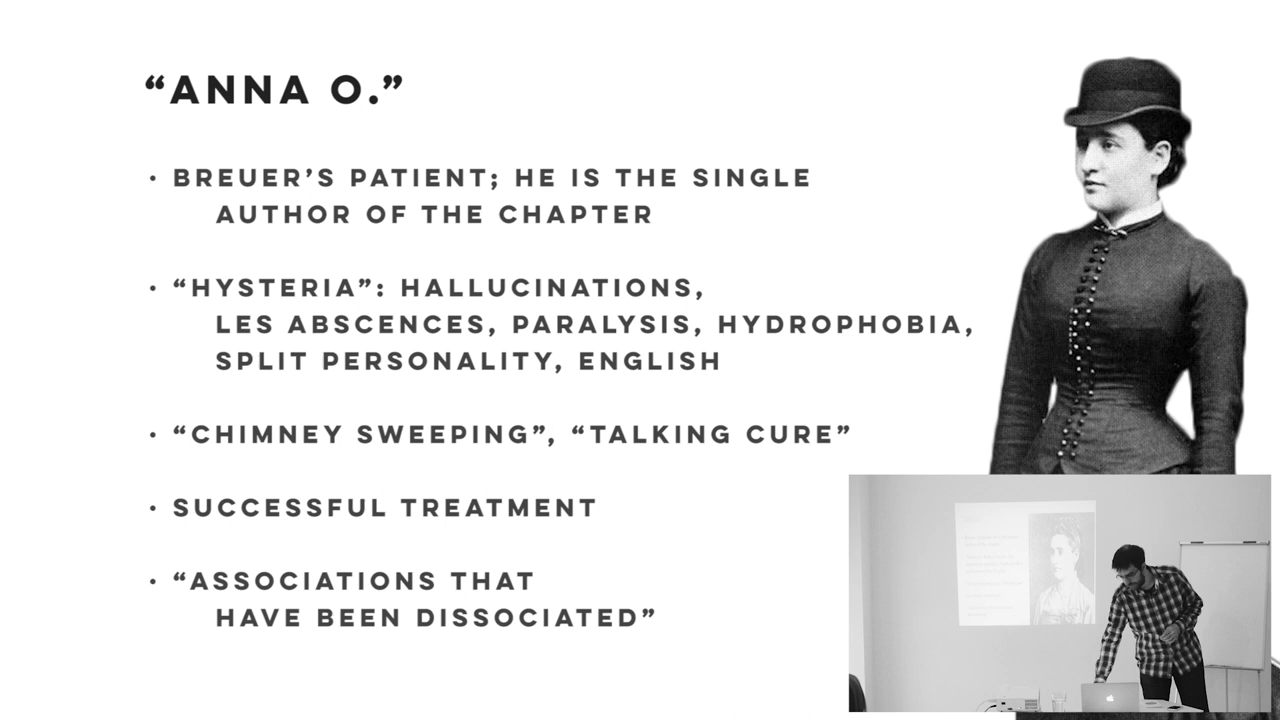 “ANNA O.”
• BREUER’S PATIENT; HE IS THE SINGLE
AUTHOR OF THE CHAPTER
• “HYSTERIA”: HALLUCINATIONS,
LES ABSCENCES, PARALYSIS, HYDROPHOBIA,
SPLIT PERSONALITY, ENGLISH
• “CHIMNEY SWEEPING”, “TALKING CURE”
• SUCCESSFUL TREATMENT
• “ASSOCIATIONS THAT
HAVE BEEN DISSOCIATED”